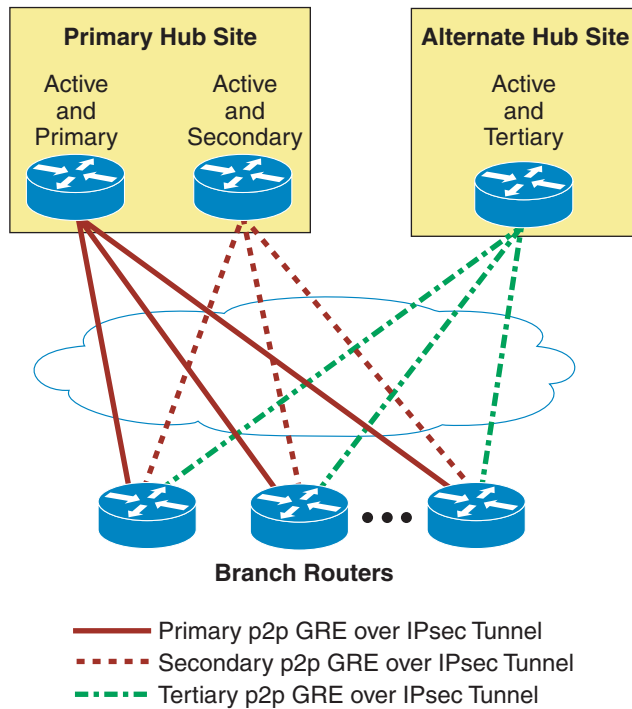 Primary Hub Site
Active
and
Primary
Active
and
Secondary
Alternate Hub Site
Active
and
Tertiary
Branch Routers
Primary p2p GRE over IPsec Tunnel
Secondary p2p GRE over IPsec Tunnel
Tertiary p2p GRE over IPsec Tunnel